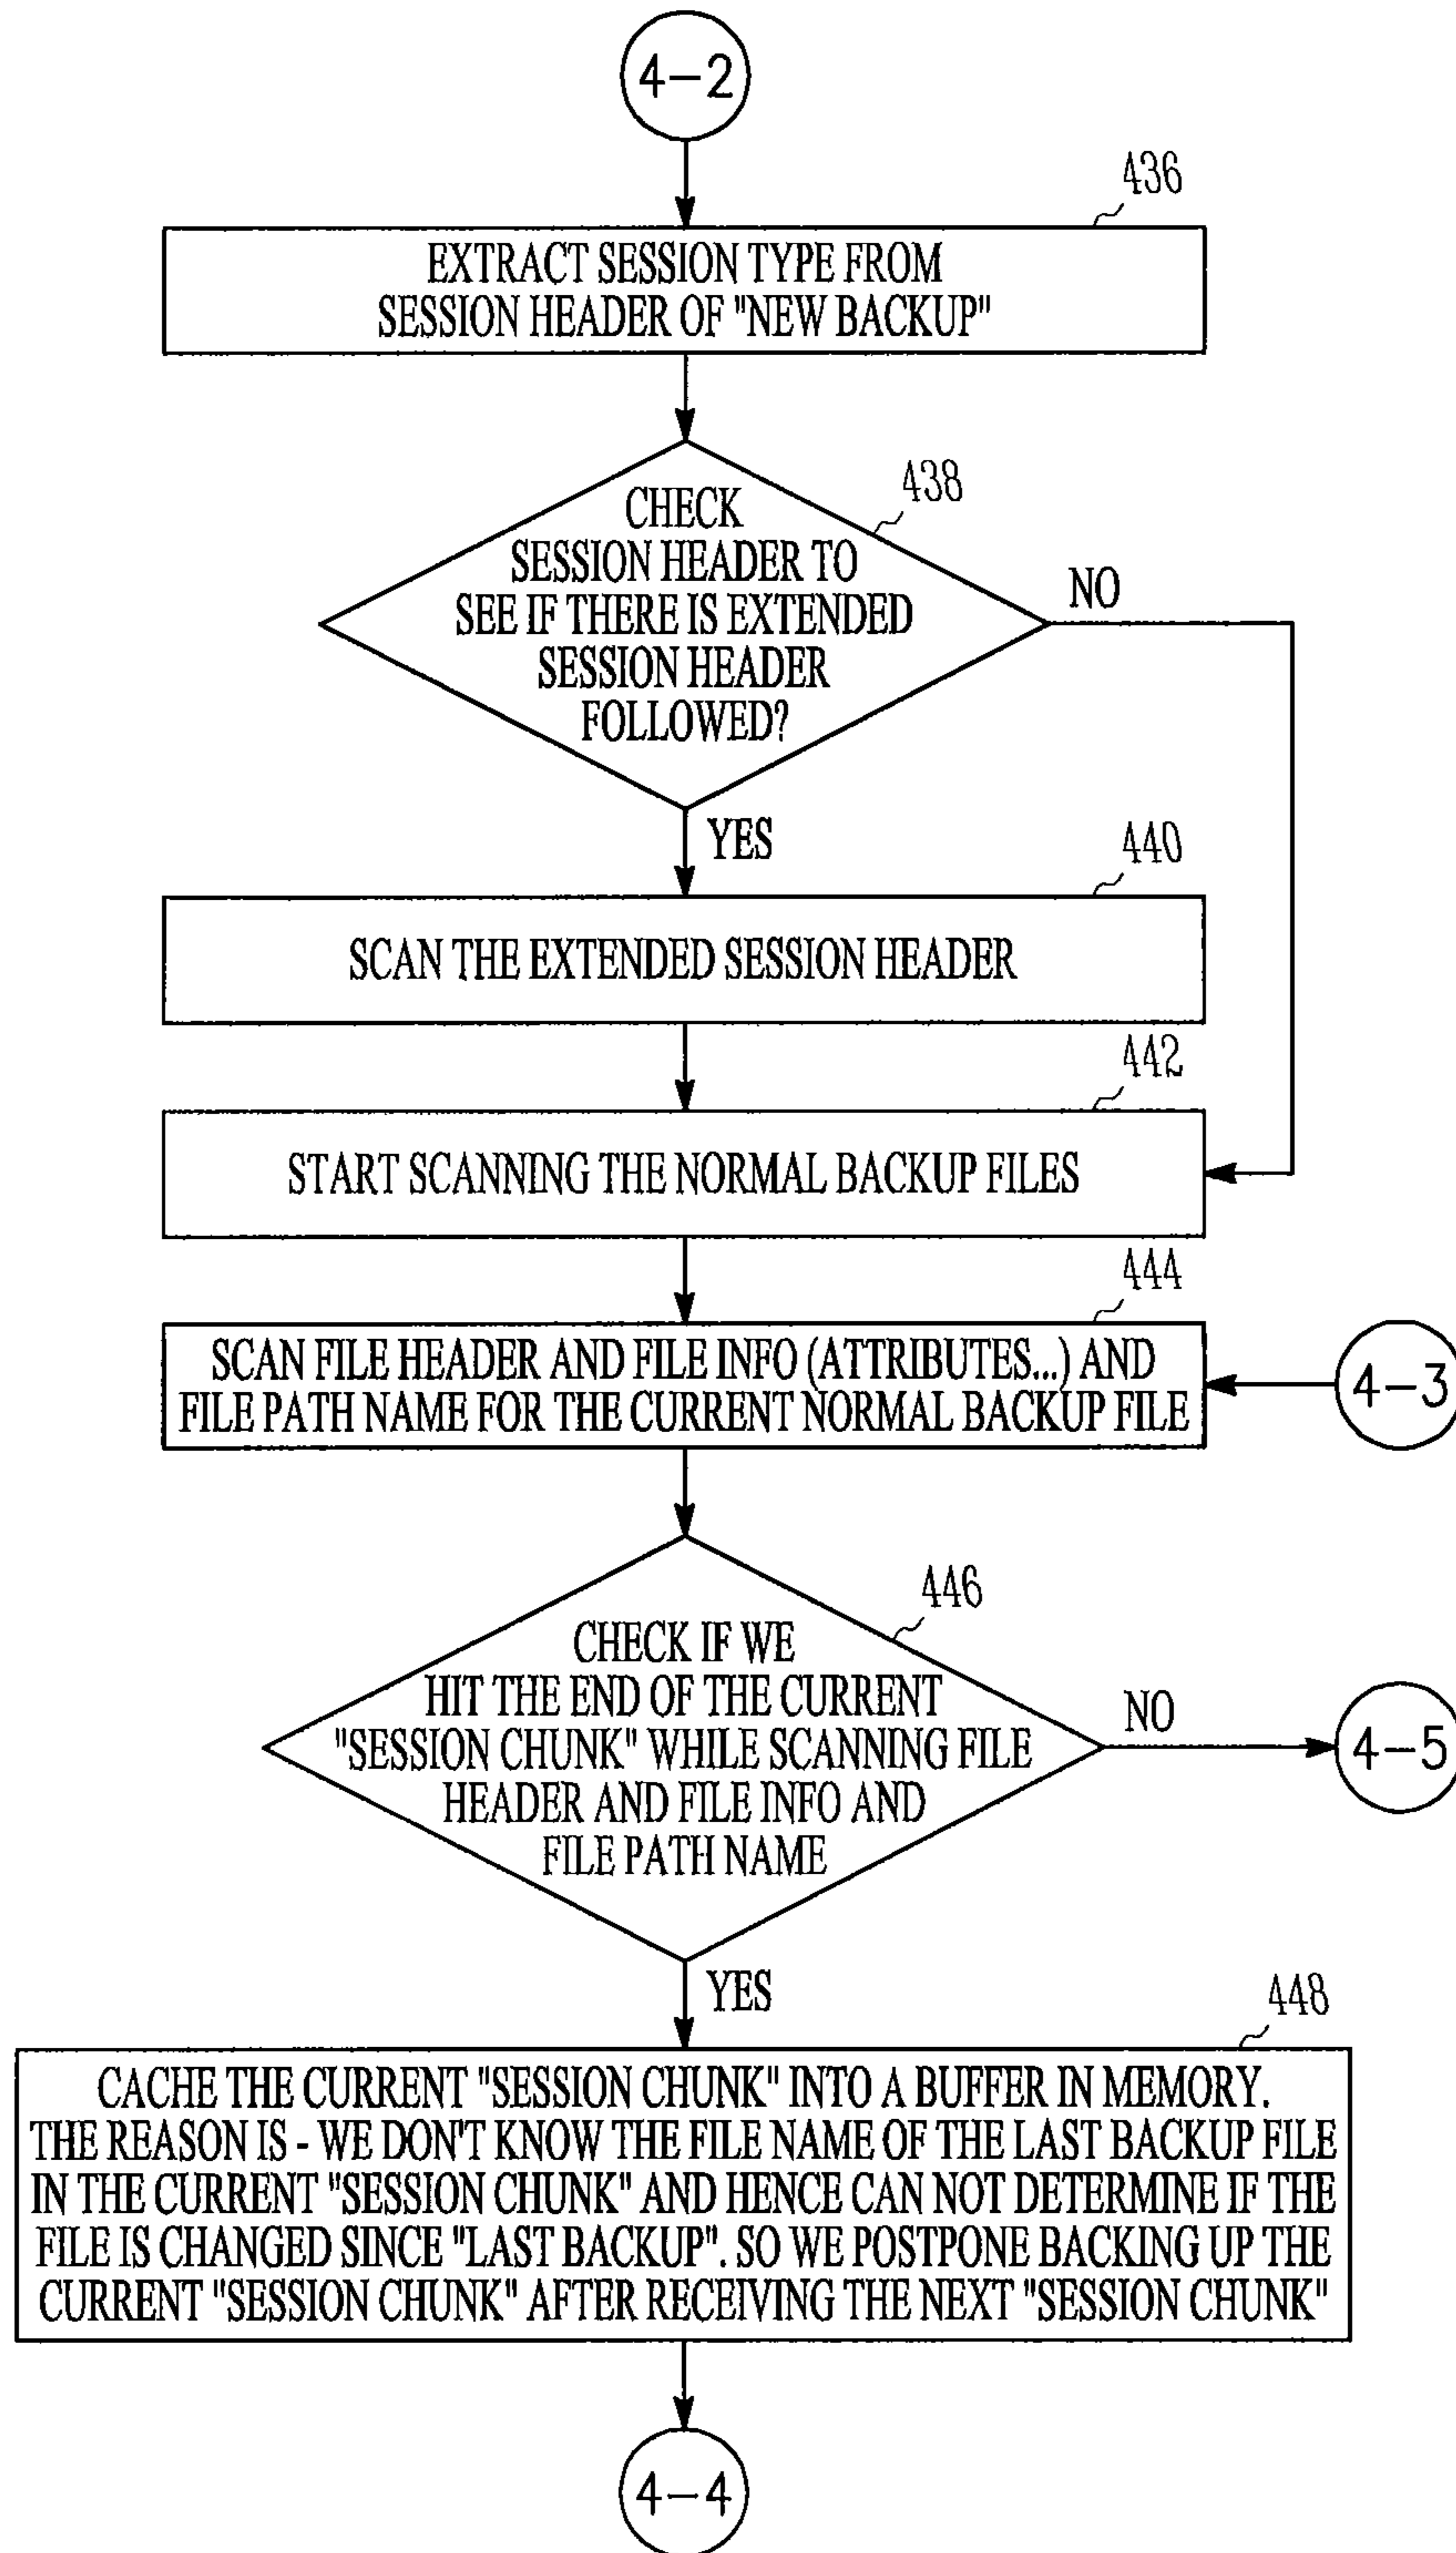 4-2
436
EXTRACT SESSION TYPE FROM
SESSION HEADER OF "NEW BACKUP"
438
CHECK
SESSION HEADER TO
SEE IF THERE IS EXTENDED
SESSION HEADER
FOLLOWED?
NO
YES
440
SCAN THE EXTENDED SESSION HEADER
442
START SCANNING THE NORMAL BACKUP FILES
444
SCAN FILE HEADER AND FILE INFO (ATTRIBUTES...) AND
FILE PATH NAME FOR THE CURRENT NORMAL BACKUP FILE
4-3
446
CHECK IF WE
HIT THE END OF THE CURRENT
"SESSION CHUNK" WHILE SCANNING FILE
HEADER AND FILE INFO AND
FILE PATH NAME
NO
4-5
YES
448
CACHE THE CURRENT "SESSION CHUNK" INTO A BUFFER IN MEMORY.
THE REASON IS - WE DON'T KNOW THE FILE NAME OF THE LAST BACKUP FILE
IN THE CURRENT "SESSION CHUNK" AND HENCE CAN NOT DETERMINE IF THE
FILE IS CHANGED SINCE "LAST BACKUP". SO WE POSTPONE BACKING UP THE
CURRENT "SESSION CHUNK" AFTER RECEIVING THE NEXT "SESSION CHUNK"
4-4